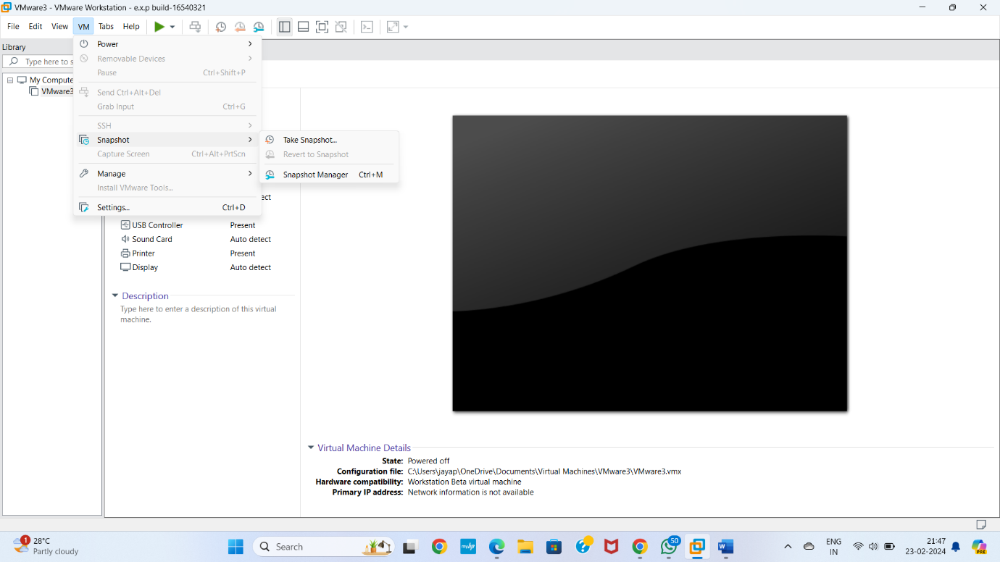 VMware3 - VMware Workstation - e.x.p build-16540321
File Edit View VM Tabs Help
Library
Type here to s
My Compute
VMware3
Power
Removable Devices
Pause Ctrl+Shift+P
Send Ctrl+Alt+Del
Grab Input Ctrl+G
SSH
Snapshot
Capture Screen Ctrl+Alt+PrtScn
Manage
Install VMware Tools...
Settings... Ctrl+D
Take Snapshot...
Revert to Snapshot
Snapshot Manager Ctrl+M
ect
USB Controller Present
Sound Card Auto detect
Printer Present
Display Auto detect
Description
Type here to enter a description of this virtual
machine.
Virtual Machine Details
State: Powered off
Configuration file: C:\Users\jayap\OneDrive\Documents\Virtual Machines\VMware3\VMware3.vmx
Hardware compatibility: Workstation Beta virtual machine
Primary IP address: Network information is not available
1
28°C
Partly cloudy
Search
myhp
50
ENG
IN
21:47
23-02-2024
PRE